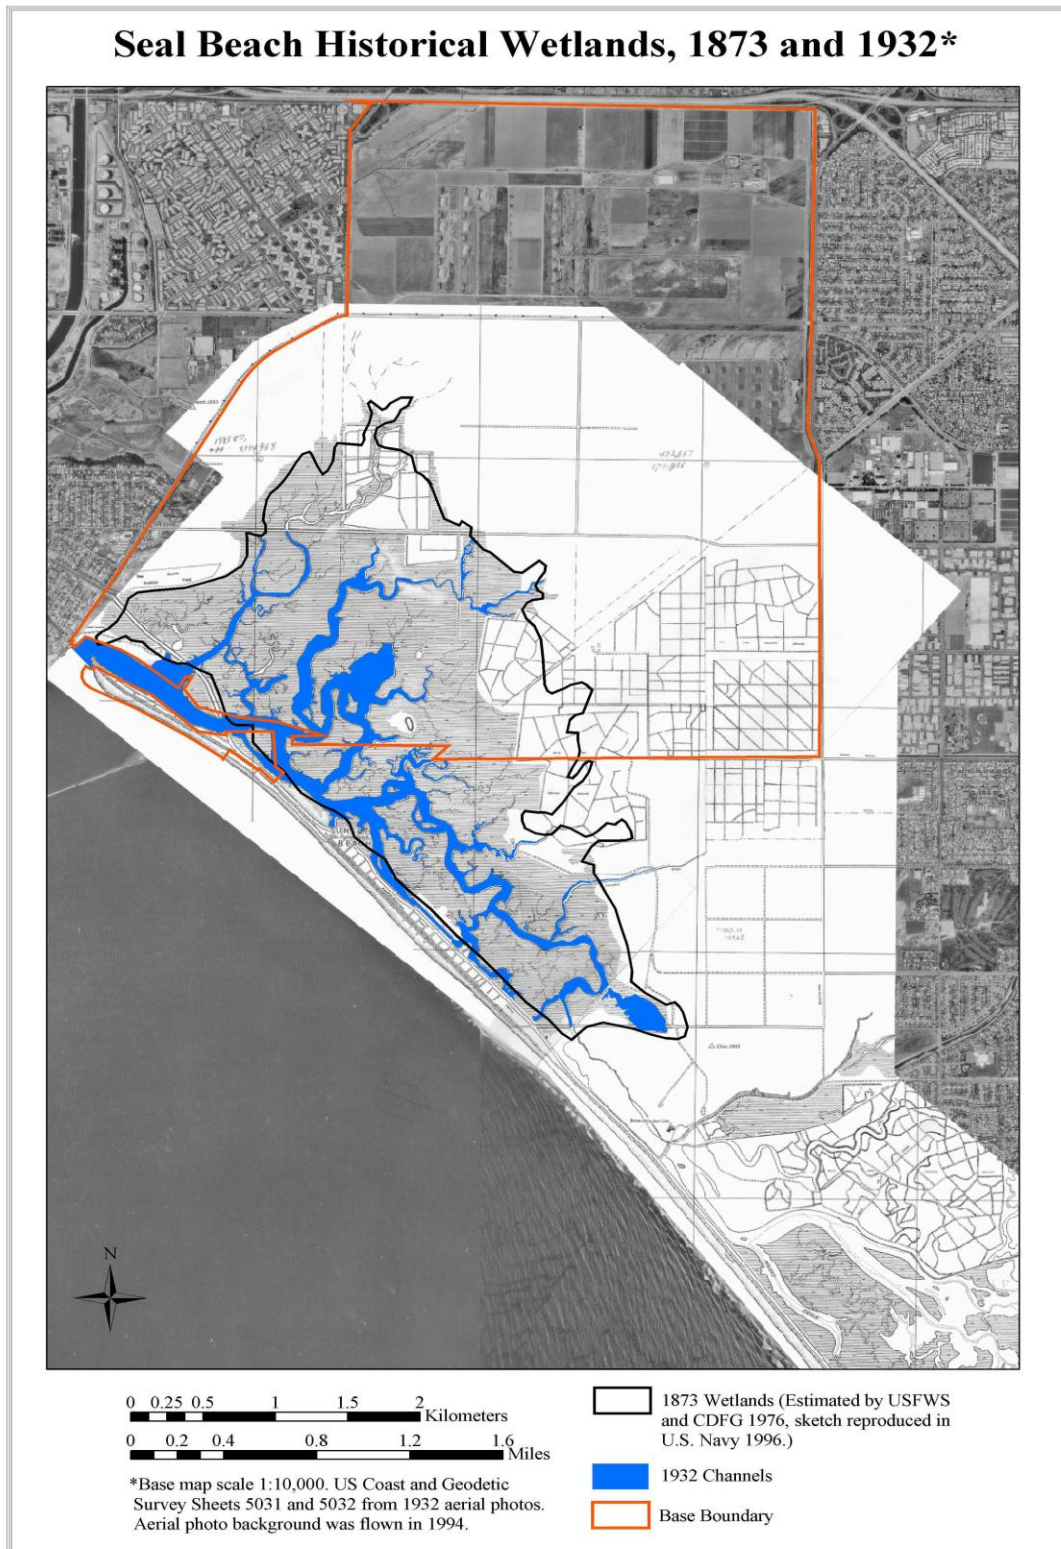 Seal Beach Historical Wetlands, 1873 and 1932*
N
0 0.25 0.5 1 1.5 2
Kilometers
0 0.2 0.4 0.8 1.2 1.6
Miles
*Base map scale 1:10,000. US Coast and Geodetic
Survey Sheets 5031 and 5032 from 1932 aerial photos.
Aerial photo background was flown in 1994.
1873 Wetlands (Estimated by USFWS
and CDFG 1976, sketch reproduced in
U.S. Navy 1996.)
1932 Channels
Base Boundary